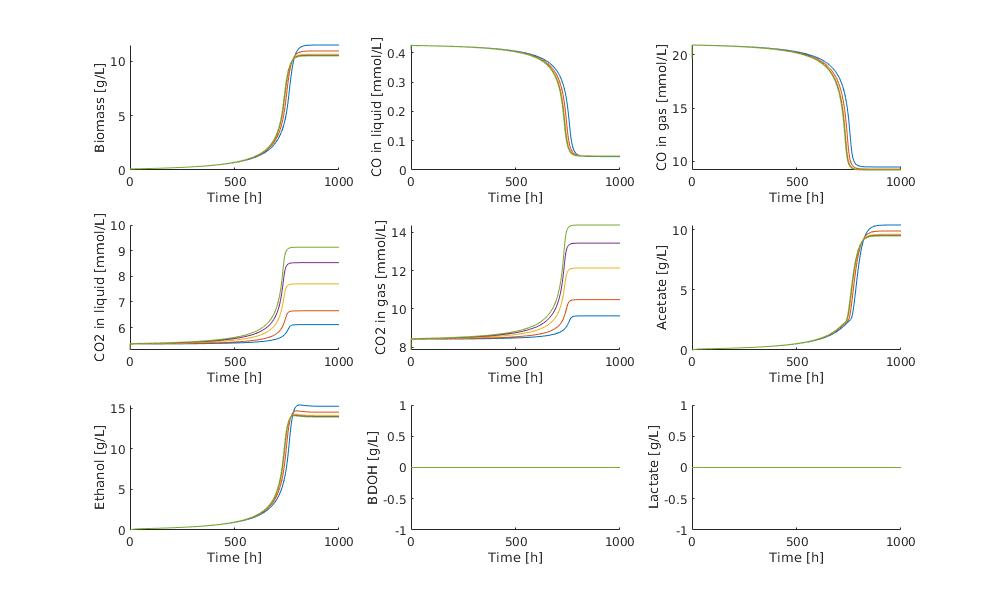 Biomass [g/L]
10
5
0
0 500 1000
Time [h]
CO in liquid [mmol/L]
0.4
0.3
0.2
0.1
0
0 500 1000
Time [h]
CO in gas [mmol/L]
20
15
10
0 500 1000
Time [h]
CO2 in liquid [mmol/L]
10
9
8
7
6
0 500 1000
Time [h]
CO2 in gas [mmol/L]
14
12
10
8
0 500 1000
Time [h]
Acetate [g/L]
10
5
0
0 500 1000
Time [h]
Ethanol [g/L]
15
10
5
0
0 500 1000
Time [h]
BDOH [g/L]
1
0.5
0
-0.5
-1
0 500 1000
Time [h]
Lactate [g/L]
1
0.5
0
-0.5
-1
0 500 1000
Time [h]